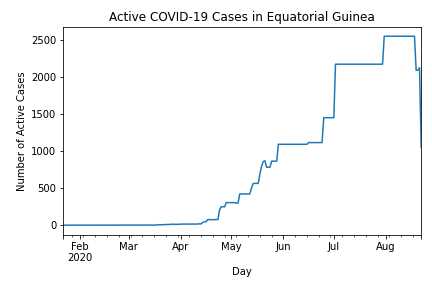 Active COVID-19 Cases in Equatorial Guinea
Number of Active Cases
2500
2000
1500
1000
500
0
Feb Mar Apr May Jun Jul Aug
2020
Day